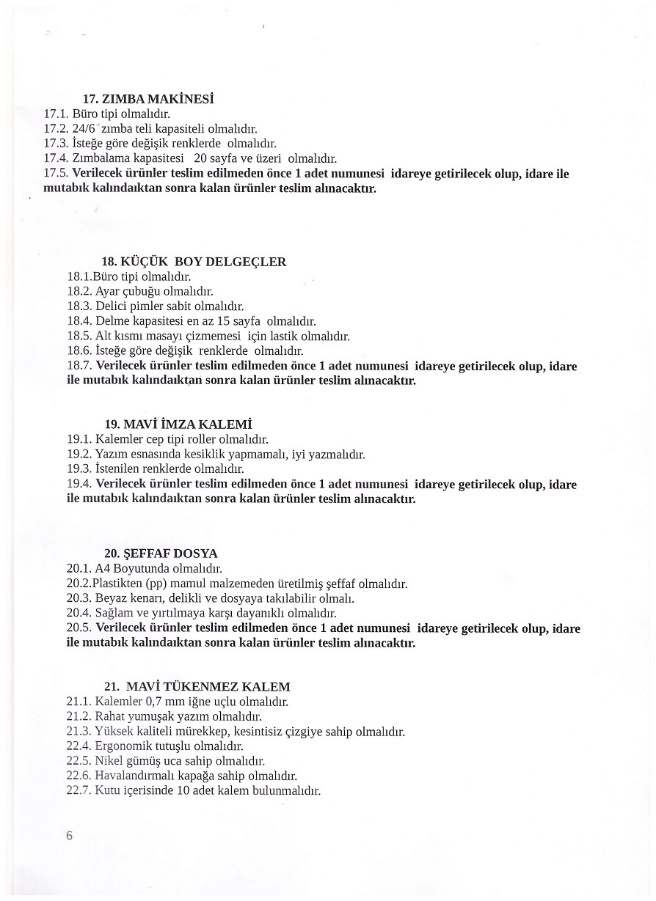 17. ZIMBA MAKİNESİ
17.1. Büro tipi olmalıdır.
17.2. 24/6 zımba teli kapasiteli olmalıdır.
17.3. İsteğe göre değişik renklerde olmalıdır.
17.4. Zımbalama kapasitesi 20 sayfa ve üzeri olmalıdır.
17.5. Verilecek ürünler teslim edilmeden önce 1 adet numunesi idareye getirilecek olup, idare ile
mutabık kalındaıktan sonra kalan ürünler teslim alınacaktır.
18. KÜÇÜK BOY DELGEÇLER
18.1.Büro tipi olmalıdır.
18.2. Ayar çubuğu olmalıdır.
18.3. Delici pimler sabit olmalıdır.
18.4. Delme kapasitesi en az 15 sayfa olmalıdır.
18.5. Alt kısmı masayı çizmemesi için lastik olmalıdır.
18.6. İsteğe göre değişik renklerde olmalıdır.
18.7. Verilecek ürünler teslim edilmeden önce 1 adet numunesi idareye getirilecek olup, idare
ile mutabık kalındaıktan sonra kalan ürünler teslim alınacaktır.
19. MAVİ İMZA KALEMİ
19.1. Kalemler cep tipi roller olmalıdır.
19.2. Yazım esnasında kesiklik yapmamalı, iyi yazmalıdır.
19.3. İstenilen renklerde olmalıdır.
19.4. Verilecek ürünler teslim edilmeden önce 1 adet numunesi idareye getirilecek olup, idare
ile mutabık kalındaıktan sonra kalan ürünler teslim alınacaktır.
20. ŞEFFAF DOSYA
20.1. A4 Boyutunda olmalıdır.
20.2.Plastikten (pp) mamul malzemeden üretilmiş şeffaf olmalıdır.
20.3. Beyaz kenarı, delikli ve dosyaya takılabilir olmalı.
20.4. Sağlam ve yırtılmaya karşı dayanıklı olmalıdır.
20.5. Verilecek ürünler teslim edilmeden önce 1 adet numunesi idareye getirilecek olup, idare
ile mutabık kalındaıktan sonra kalan ürünler teslim alınacaktır.
21. MAVİ TÜKENMEZ KALEM
21.1. Kalemler 0,7 mm iğne uçlu olmalıdır.
21.2. Rahat yumuşak yazım olmalıdır.
21.3. Yüksek kaliteli mürekkep, kesintisiz çizgiye sahip olmalıdır.
22.4. Ergonomik tutuşlu olmalıdır.
22.5. Nikel gümüş uca sahip olmalıdır.
22.6. Havalandırmalı kapağa sahip olmalıdır.
22.7. Kutu içerisinde 10 adet kalem bulunmalıdır.
6